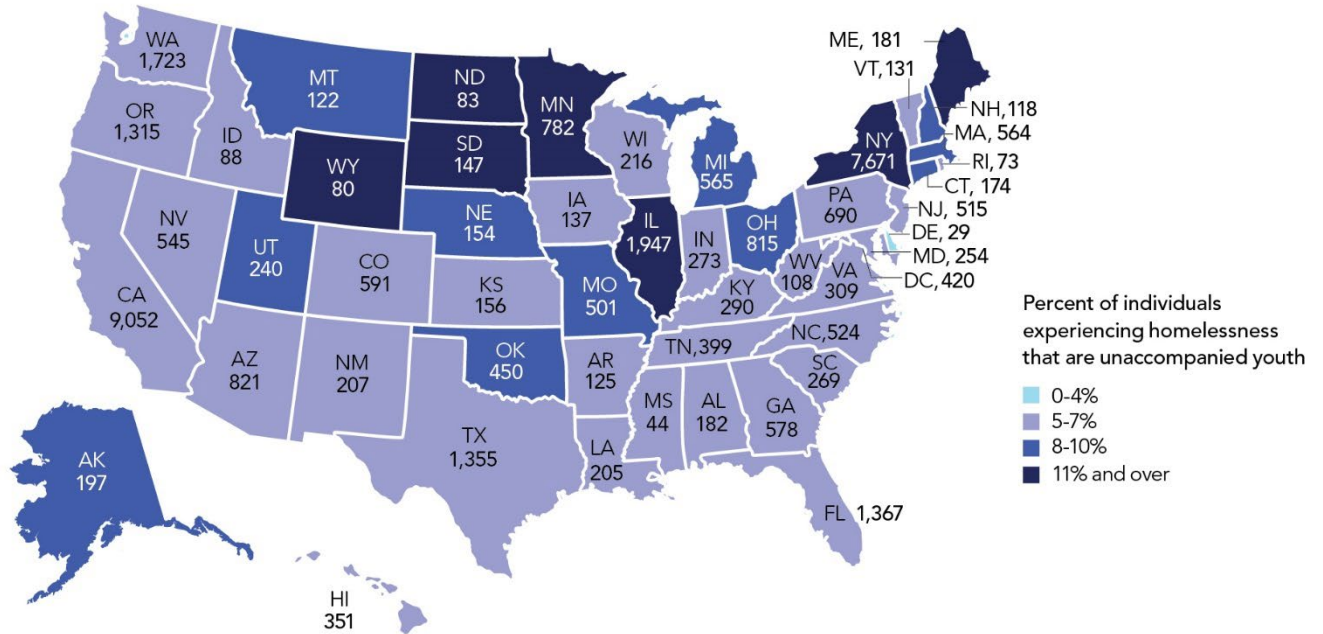 WA
1,723
OR
1,315
ID
88
MT
122
WY
80
ND
83
SD
147
MN
782
WI
216
MI
565
NY
7,671
ME, 181
VT, 131
NH, 118
MA, 564
RI, 73
CT, 174
NJ, 515
DE, 29
MD, 254
DC, 420
PA
690
NV
545
UT
240
CO
591
NE
154
IA
137
IL
1,947
IN
273
OH
815
WV
108
VA
309
KY
290
KS
156
MO
501
CA
9,052
AZ
821
NM
207
OK
450
AR
125
TN, 399
NC, 524
SC
269
MS
44
AL
182
GA
578
TX
1,355
LA
205
FL 1,367
AK
197
HI
351
Percent of individuals
experiencing homelessness
that are unaccompanied youth
0-4%
5-7%
8-10%
11% and over